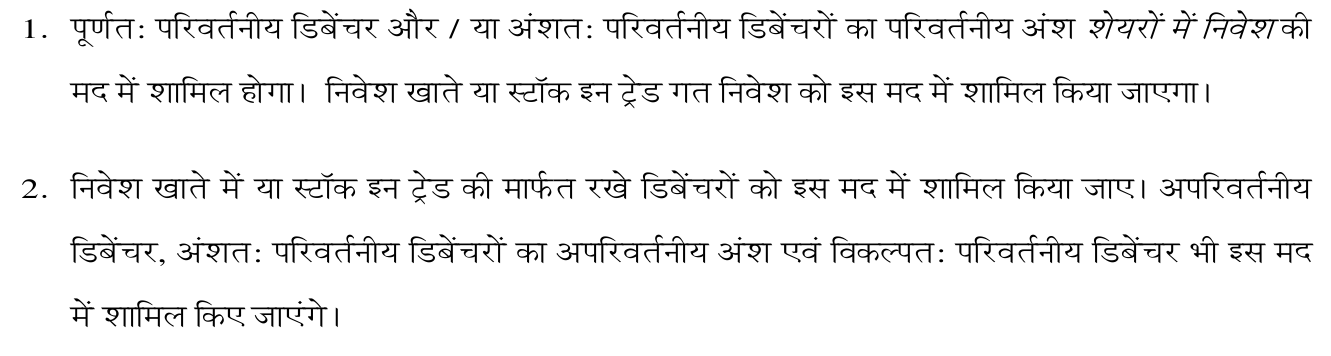 1. पूर्णत: परिवर्तनीय डिबेंचर और / या अंशत: परिवर्तनीय डिबेंचरों का परिवर्तनीय अंश शेयरों में निवेश की
मद में शामिल होगा। निवेश खाते या स्टॉक इन ट्रेड गत निवेश को इस मद में शामिल किया जाएगा।
2. निवेश खाते में या स्टॉक इन ट्रेड की मार्फत रखे डिबेंचरों को इस मद में शामिल किया जाए। अपरिवर्तनीय
डिबेंचर, अंशत: परिवर्तनीय डिबेंचरों का अपरिवर्तनीय अंश एवं विकल्पत: परिवर्तनीय डिबेंचर भी इस मद
में शामिल किए जाएंगे।